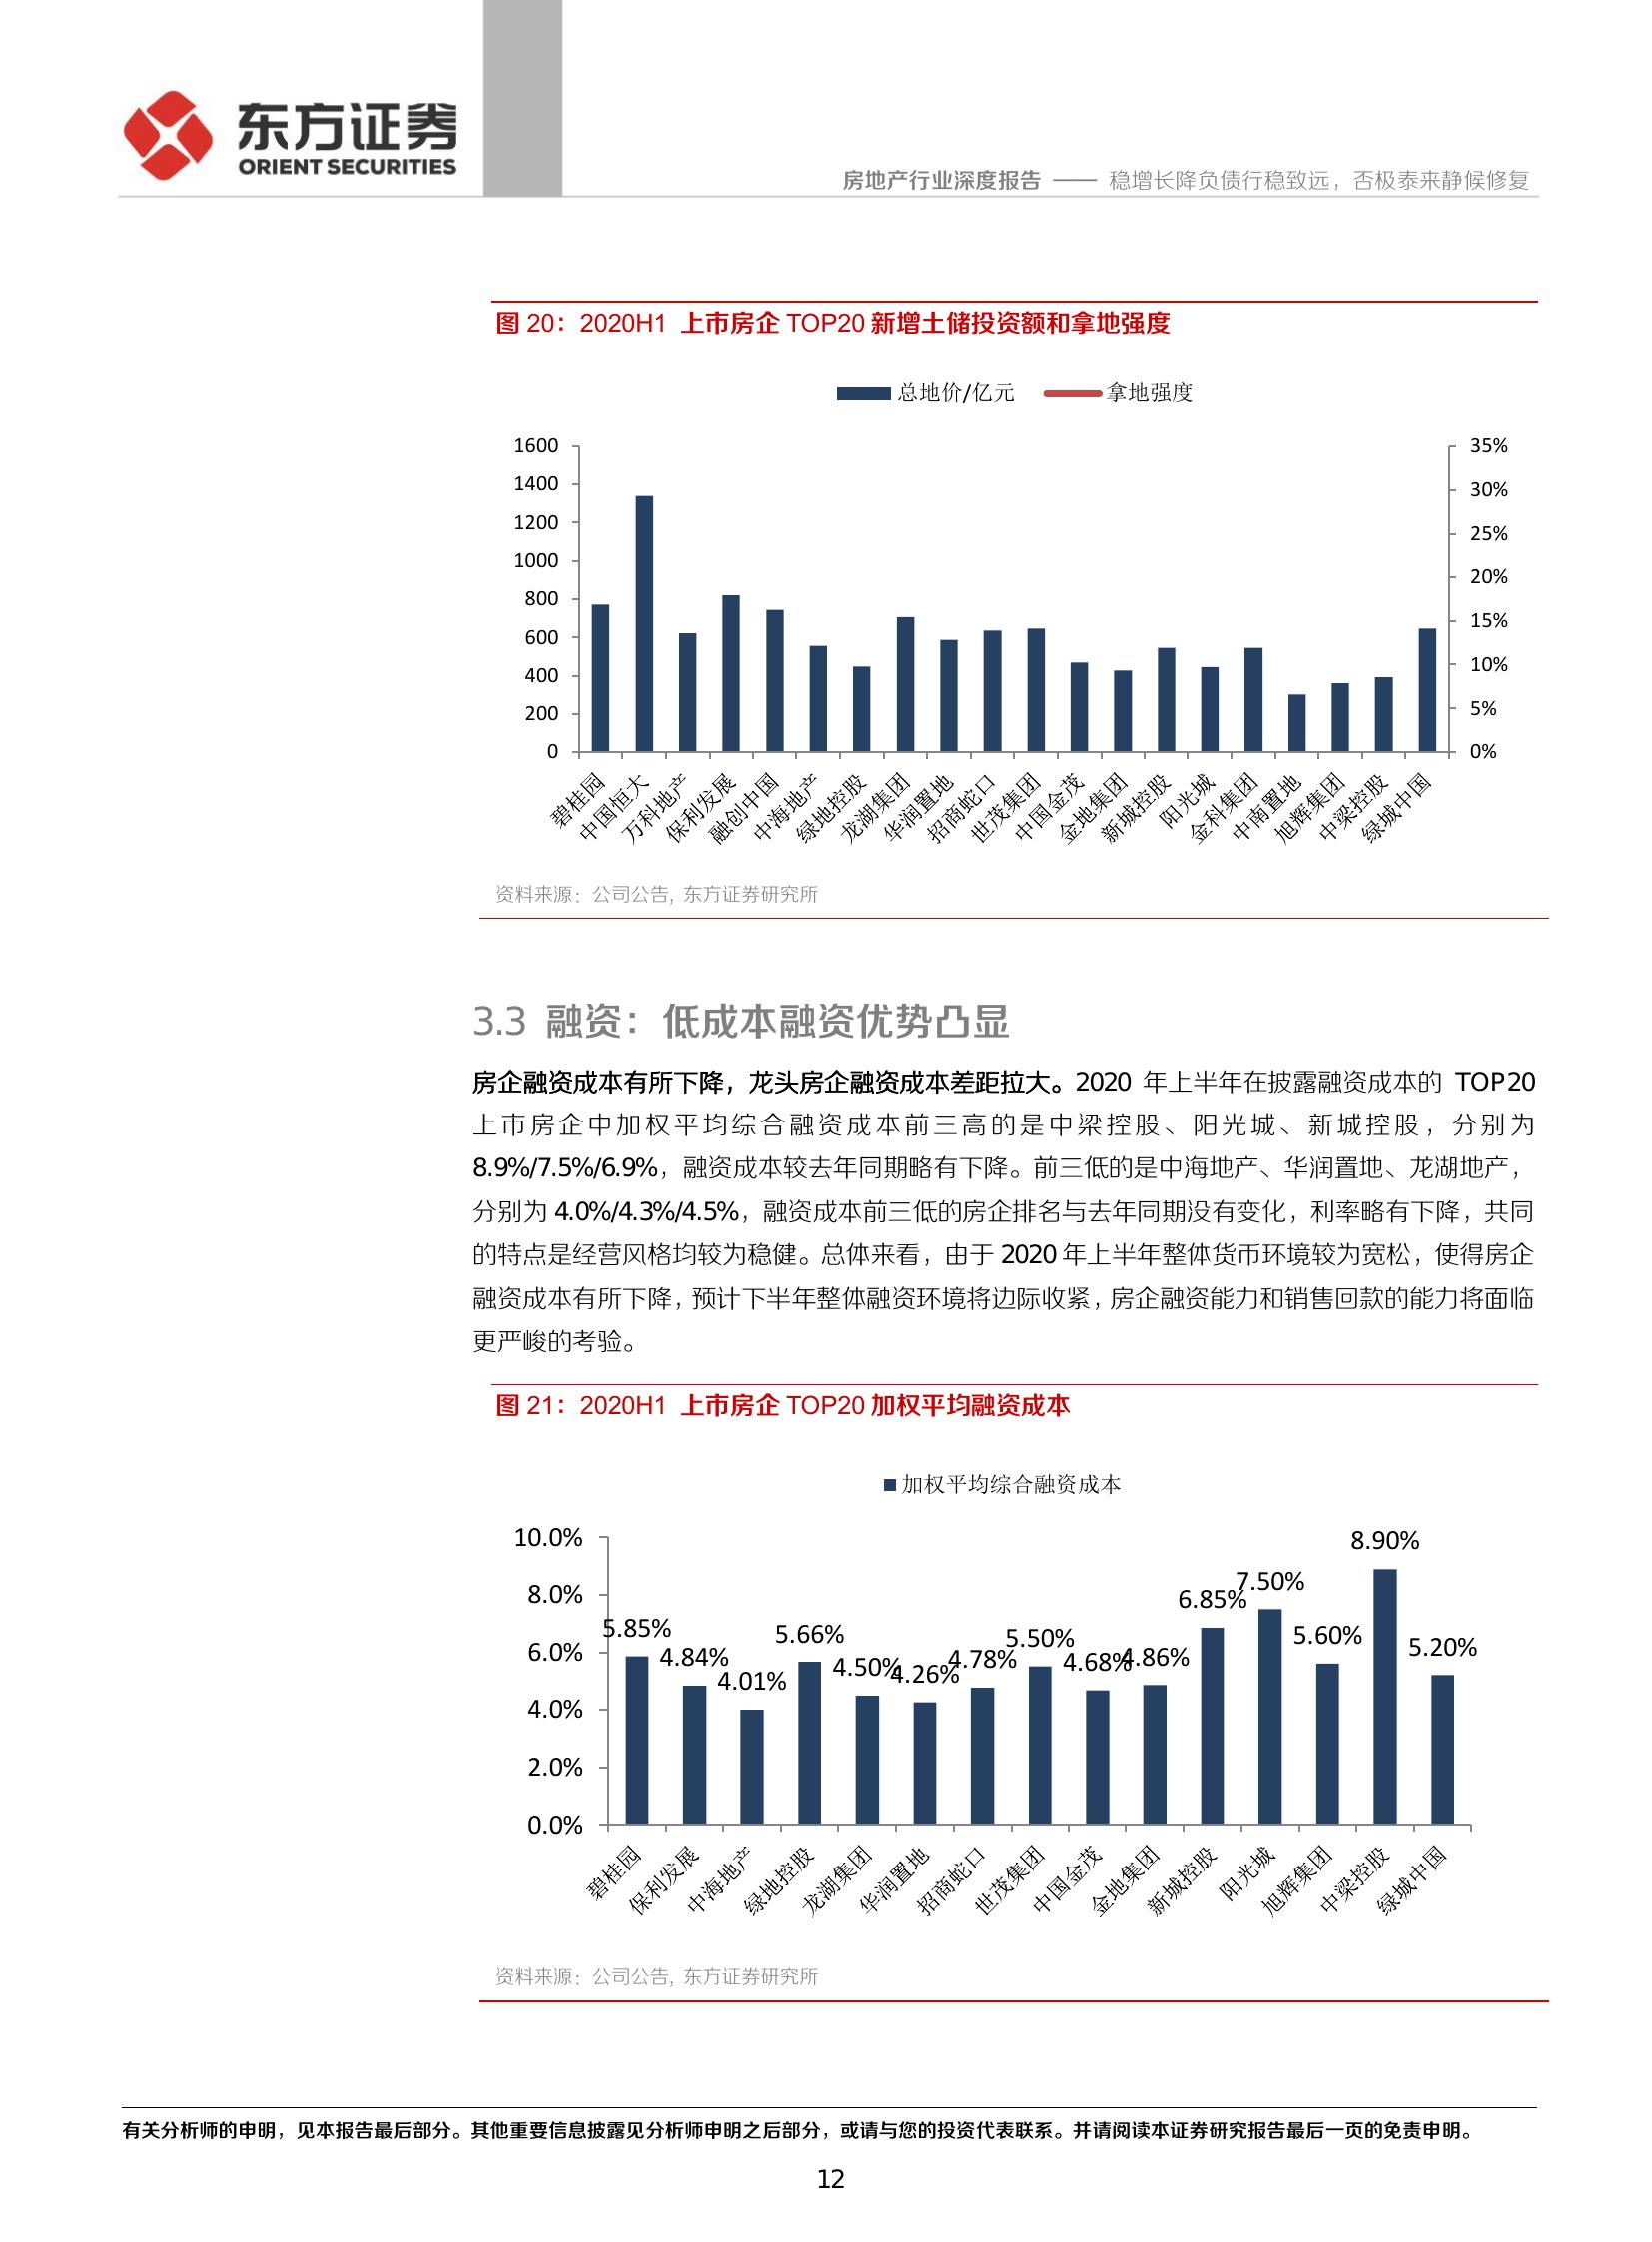 东方证券
ORIENT SECURITIES
房地产行业深度报告 —— 稳增长降负债行稳致远，否极泰来静候修复
图 20：2020H1 上市房企 TOP20 新增土储投资额和拿地强度
总地价/亿元 拿地强度
1600 35%
1400 30%
1200 25%
1000 20%
800 15%
600 10%
400 5%
200 0%
0
碧桂园 中国恒大 万科地产 保利发展 融创中国 中海地产 绿地控股 龙湖集团 华润置地 招商蛇口 世茂集团 中国金茂 金地集团 新城控股 阳光城 金科集团 中南置地 旭辉集团 中梁控股 绿城中国
资料来源：公司公告, 东方证券研究所
3.3 融资：低成本融资优势凸显
房企融资成本有所下降，龙头房企融资成本差距拉大。2020 年上半年在披露融资成本的 TOP20
上市房企中加权平均综合融资成本前三高的是中梁控股、阳光城、新城控股，分别为
8.9%/7.5%/6.9%，融资成本较去年同期略有下降。前三低的是中海地产、华润置地、龙湖地产，
分别为 4.0%/4.3%/4.5%，融资成本前三低的房企排名与去年同期没有变化，利率略有下降，共同
的特点是经营风格均较为稳健。总体来看，由于 2020 年上半年整体货币环境较为宽松，使得房企
融资成本有所下降，预计下半年整体融资环境将边际收紧，房企融资能力和销售回款的能力将面临
更严峻的考验。
图 21：2020H1 上市房企 TOP20 加权平均融资成本
加权平均综合融资成本
10.0%
8.0%
6.0%
4.0%
2.0%
0.0%
5.85% 4.84% 4.01% 5.66% 4.50% 4.26% 4.78% 5.50% 4.68% 4.86% 6.85% 7.50% 5.60% 8.90% 5.20%
碧桂园 保利发展 中海地产 绿地控股 龙湖集团 华润置地 招商蛇口 世茂集团 中国金茂 金地集团 新城控股 阳光城 旭辉集团 中梁控股 绿城中国
资料来源：公司公告, 东方证券研究所
有关分析师的申明，见本报告最后部分。其他重要信息披露见分析师申明之后部分，或请与您的投资代表联系。并请阅读本证券研究报告最后一页的免责申明。
12